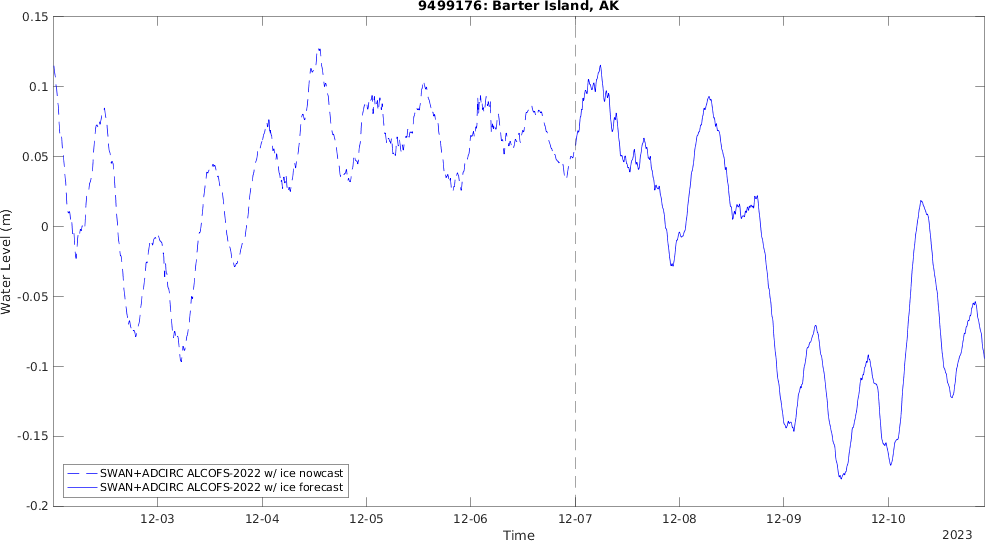 9499176: Barter Island, AK
0.15
0.1
0.05
0
-0.05
-0.1
-0.15
-0.2
Water Level (m)
SWAN+ADCIRC ALCOFS-2022 w/ ice nowcast
SWAN+ADCIRC ALCOFS-2022 w/ ice forecast
12-03 12-04 12-05 12-06 12-07 12-08 12-09 12-10
Time
2023